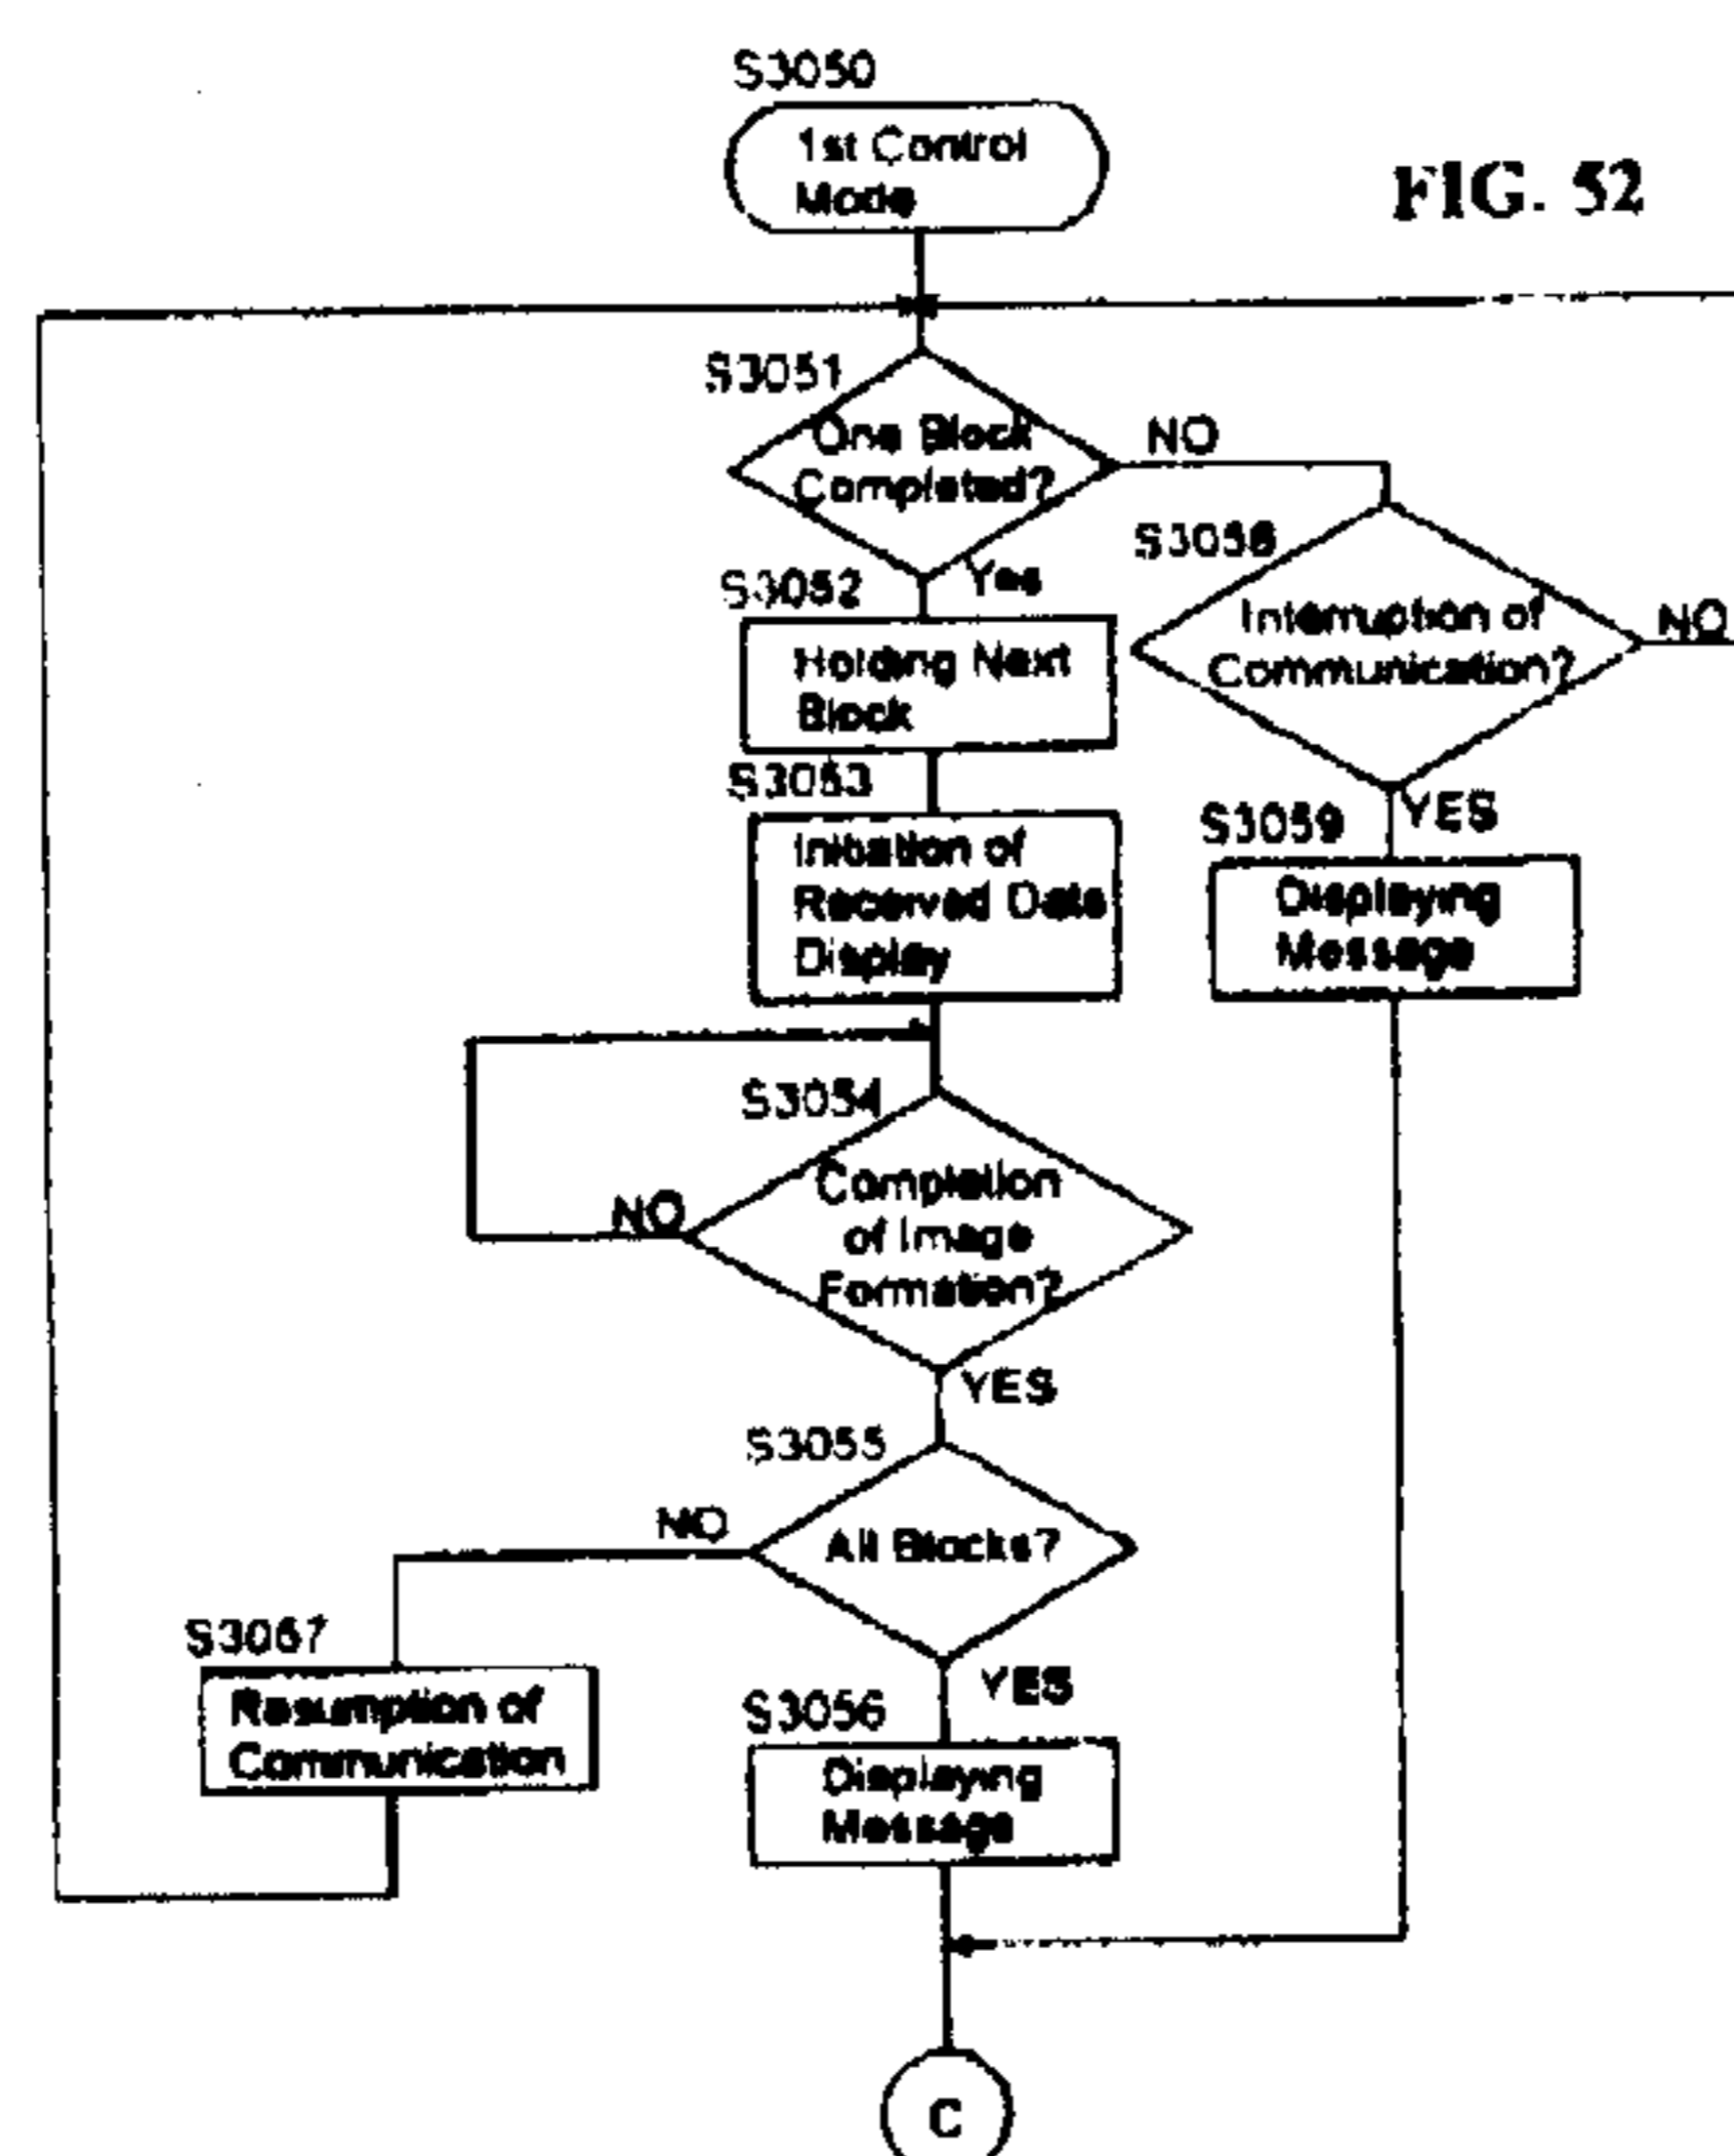 S3050
1st Control
Mode
FIG. 52
S3051
One Block
Completed?
NO
Yes
S3052
Holding Next
Block
S3058
Interruption of
Communication?
NO
YES
S3053
Initiation of
Received Data
Display
S3059
Displaying
Message
S3054
Completion
of Image
Formation?
NO
YES
S3055
All Blocks?
NO
YES
S3057
Resumption of
Communication
S3056
Displaying
Message
C